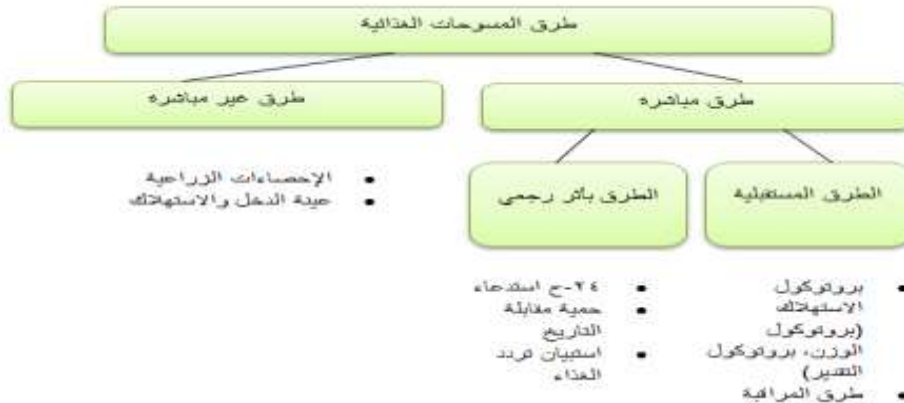 طرق المسوحات الغذائية
طرق مباشرة
طرق غير مباشرة
الطرق المستقبلية
الطرق بأثر رجعي
• الإحصاءات الزراعية
• عينة الدخل والاستهلاك
• بروتوكول
الاستهلاك
(بروتوكول
الوزن، بروتوكول
التقدير)
• طرق المراقبة
• ٢٤-ح استدعاء
• حمية مقابلة
التاريخ
• استبيان تردد
الغذاء